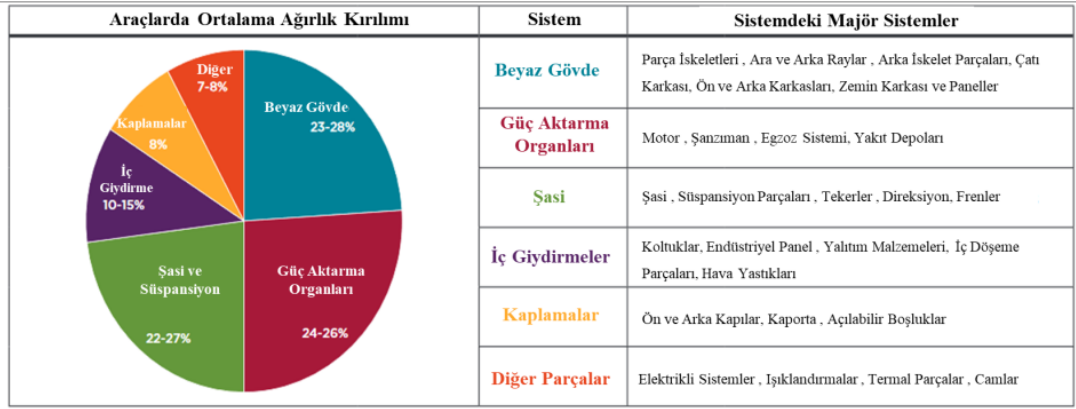 Araçlarda Ortalama Ağırlık Kırılımı
Sistem
Sistemdeki Majör Sistemler
Diğer
7-8%
Beyaz Gövde
23-28%
Kaplamalar
8%
İç
Giydirme
10-15%
Şasi ve
Süspansiyon
22-27%
Güç Aktarma
Organları
24-26%
Beyaz Gövde
Parça İskeletleri , Ara ve Arka Raylar , Arka İskelet Parçaları, Çatı
Karkası, Ön ve Arka Karkasları, Zemin Karkası ve Paneller
Güç Aktarma
Organları
Motor , Şanzıman , Egzoz Sistemi, Yakıt Depoları
Şasi
Şasi , Süspansiyon Parçaları , Tekerler , Direksiyon, Frenler
İç Giydirmeler
Koltuklar, Endüstriyel Panel , Yalıtım Malzemeleri, İç Döşeme
Parçaları, Hava Yastıkları
Kaplamalar
Ön ve Arka Kapılar, Kaporta , Açılabilir Boşluklar
Diğer Parçalar
Elektrikli Sistemler , Işıklandırmalar , Termal Parçalar , Camlar